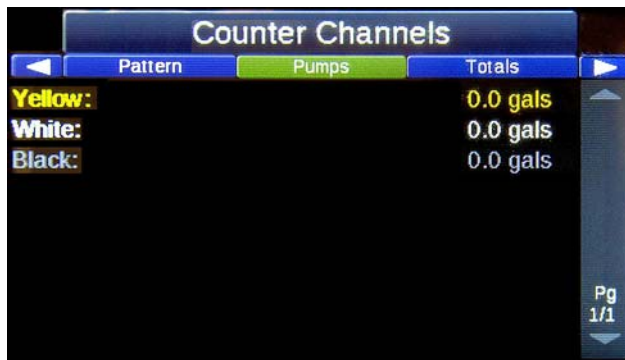 Counter Channels
Pattern Pumps Totals
Yellow: 0.0 gals
White: 0.0 gals
Black: 0.0 gals
Pg
1/1